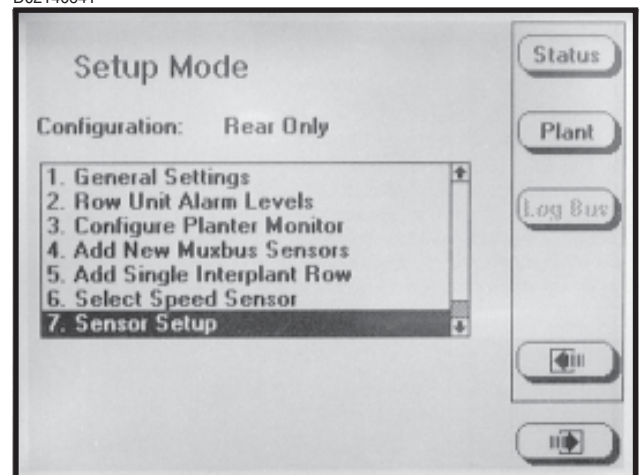 Setup Mode
Configuration: Rear Only
1. General Settings
2. Row Unit Alarm Levels
3. Configure Planter Monitor
4. Add New Muxbus Sensors
5. Add Single Interplant Row
6. Select Speed Sensor
7. Sensor Setup
Status
Plant
Log Bus